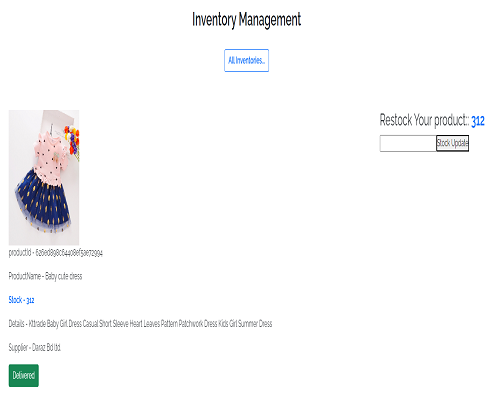 Inventory Management
All Inventories...
Restock Your product:: 312
Stock Update
productId - 626ed898c64408ef5ae72994
ProductName - Baby cute dress
Stock - 312
Details - Kttrade Baby Girl Dress Casual Short Sleeve Heart Leaves Pattern Patchwork Dress Kids Girl Summer Dress
Supplier - Daraz Bd ltd.
Delivered